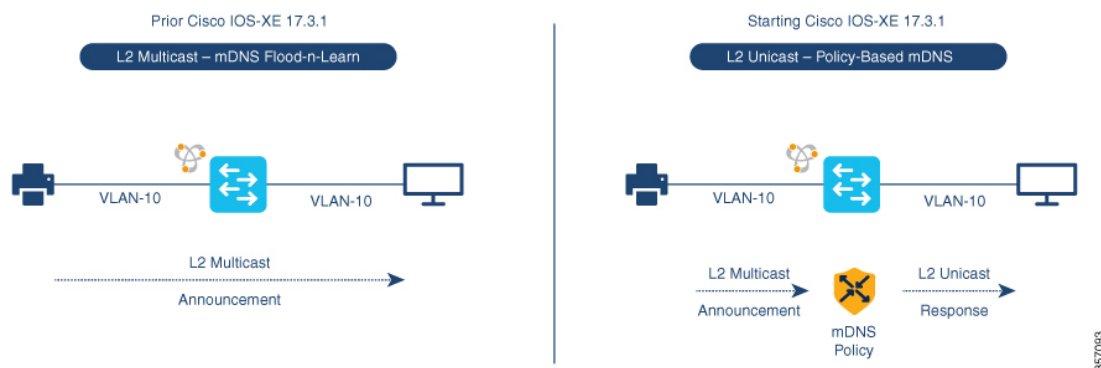 Prior Cisco IOS-XE 17.3.1
L2 Multicast – mDNS Flood-n-Learn
VLAN-10
VLAN-10
L2 Multicast
Announcement
Starting Cisco IOS-XE 17.3.1
L2 Unicast – Policy-Based mDNS
VLAN-10
VLAN-10
L2 Multicast
Announcement
mDNS
Policy
L2 Unicast
Response
357093